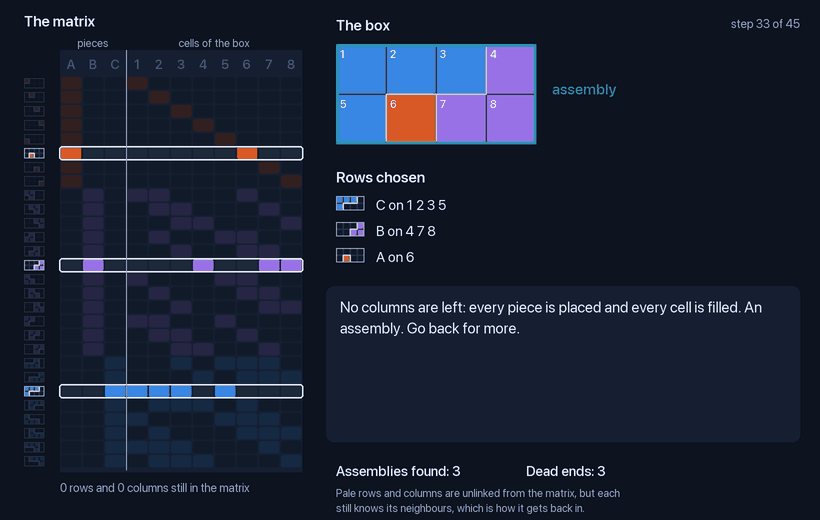 The matrix
pieces
cells of the box
A B C 1 2 3 4 5 6 7 8
0 rows and 0 columns still in the matrix
The box
step 33 of 45
1 2 3 4
5 6 7 8
assembly
Rows chosen
C on 1 2 3 5
B on 4 7 8
A on 6
No columns are left: every piece is placed and every cell is filled. An
assembly. Go back for more.
Assemblies found: 3
Dead ends: 3
Pale rows and columns are unlinked from the matrix, but each
still knows its neighbours, which is how it gets back in.